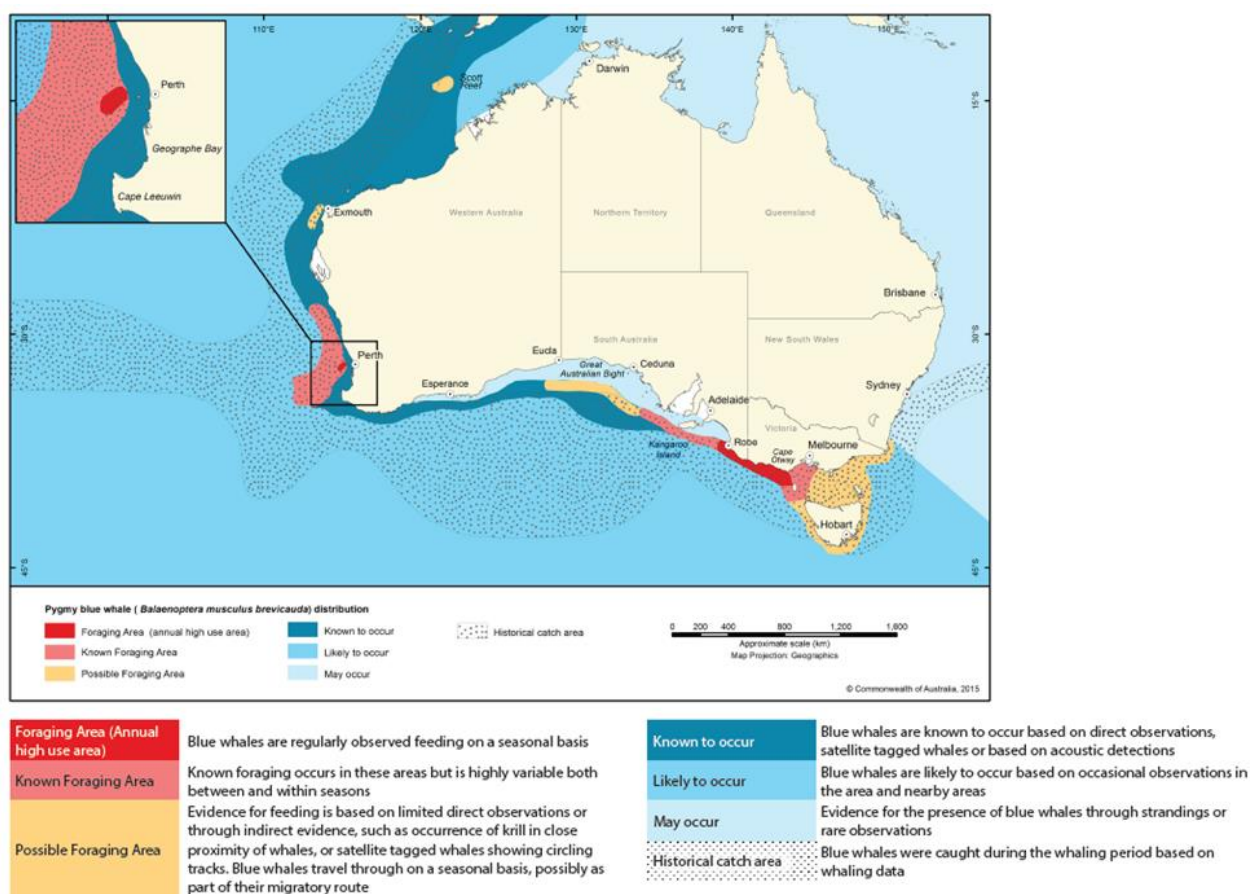 110°E
120°E
130°E
140°E
150°E
Perth
Geographe Bay
Cape Leeuwin
Scott
Reef
Darwin
15°S
Exmouth
Western Australia
Northern Territory
Queensland
Brisbane
30°S
30°S
South Australia
New South Wales
Perth
Eucla
Great
Australian Bight
Ceduna
Esperance
Sydney
Adelaide
Victoria
Kangaroo
Island
Robe
Cape
Otway
Melbourne
Hobart
45°S
45°S
Pygmy blue whale ( Balaenoptera musculus brevicauda) distribution
Foraging Area (annual high use area)
Known Foraging Area
Possible Foraging Area
Known to occur
Likely to occur
May occur
Historical catch area
0 200 400 800 1,200 1,600
Approximate scale (km)
Map Projection: Geographics
© Commonwealth of Australia, 2015
Foraging Area (Annual
high use area)
Blue whales are regularly observed feeding on a seasonal basis
Known Foraging Area
Known foraging occurs in these areas but is highly variable both
between and within seasons
Possible Foraging Area
Evidence for feeding is based on limited direct observations or
through indirect evidence, such as occurrence of krill in close
proximity of whales, or satellite tagged whales showing circling
tracks. Blue whales travel through on a seasonal basis, possibly as
part of their migratory route
Known to occur
Blue whales are known to occur based on direct observations,
satellite tagged whales or based on acoustic detections
Likely to occur
Blue whales are likely to occur based on occasional observations in
the area and nearby areas
May occur
Evidence for the presence of blue whales through strandings or
rare observations
Historical catch area
Blue whales were caught during the whaling period based on
whaling data